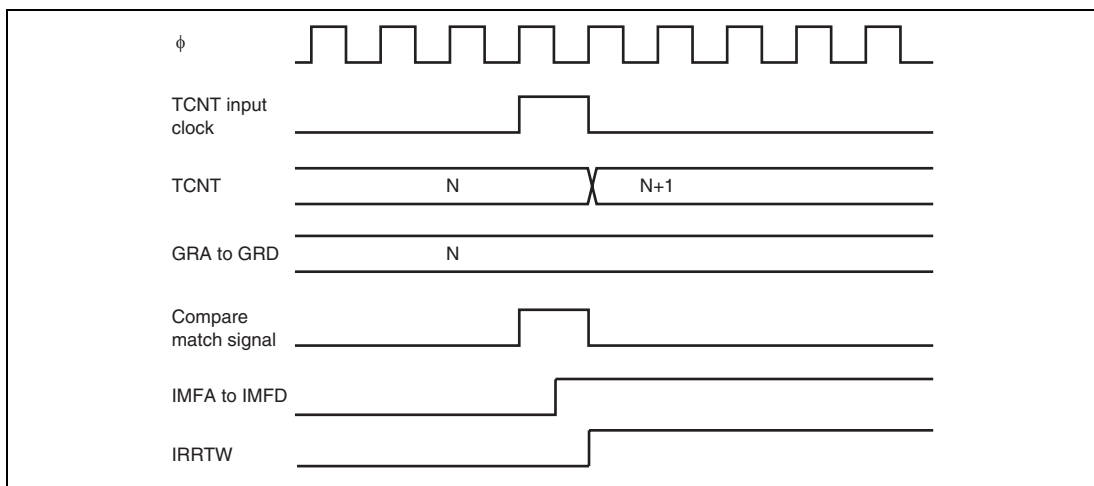 ϕ
TCNT input
clock
TCNT
N
N+1
GRA to GRD
N
Compare
match signal
IMFA to IMFD
IRRTW